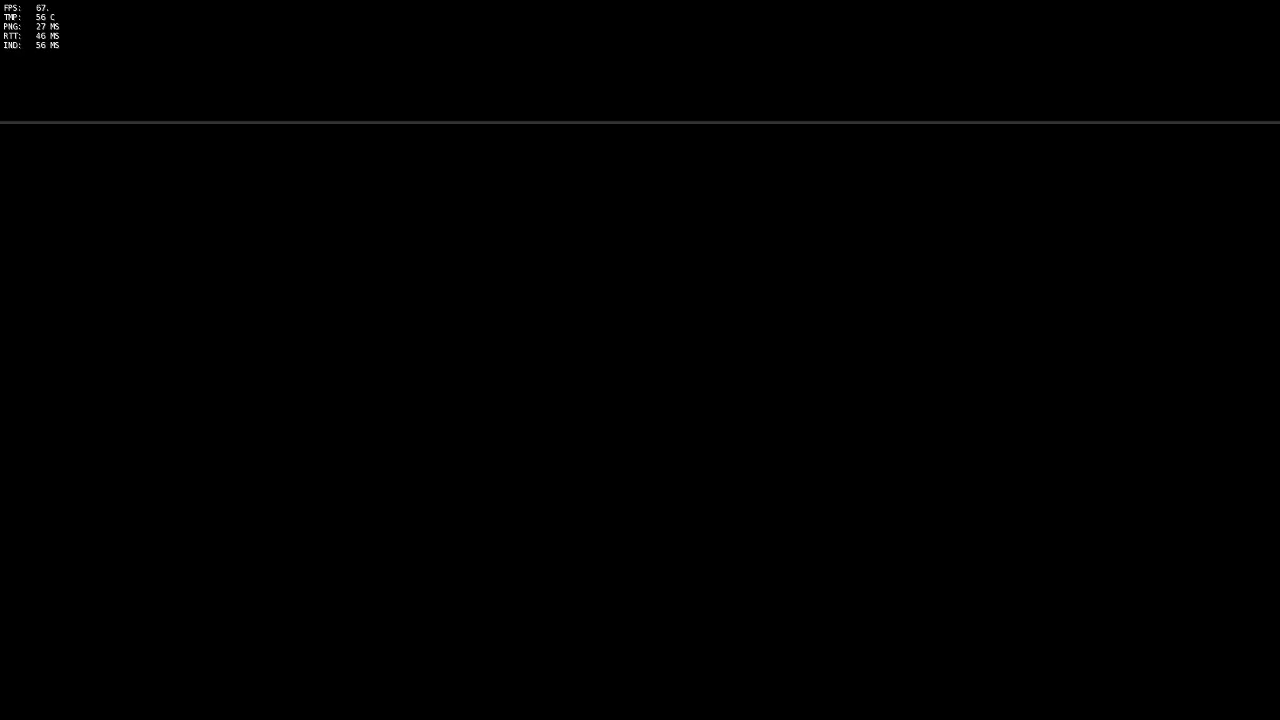 FPS: 67.
TMP: 56 C
PNG: 27 MS
RTT: 46 MS
IND: 56 MS